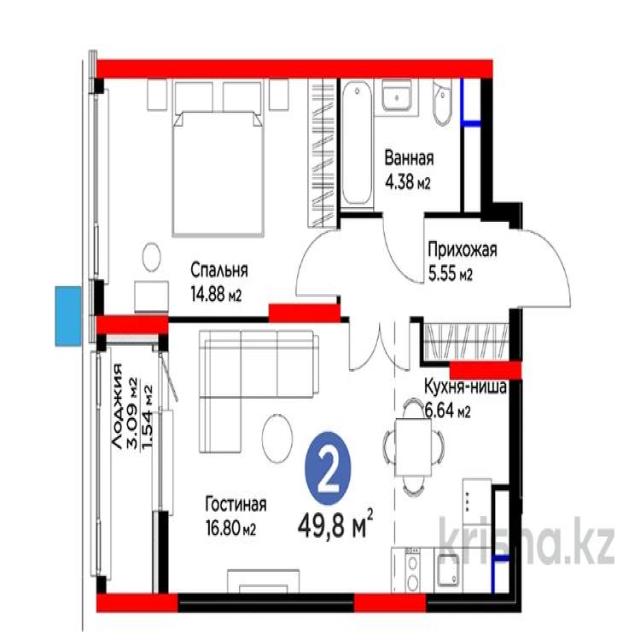 Ванная
4.38 м2
Прихожая
5.55 м2
Спальня
14.88 м2
Лоджия
3.09 м2
1.54 м2
Кухня-ниша
6.64 м2
2
49,8 м²
Гостиная
16.80 м2
krisha.kz